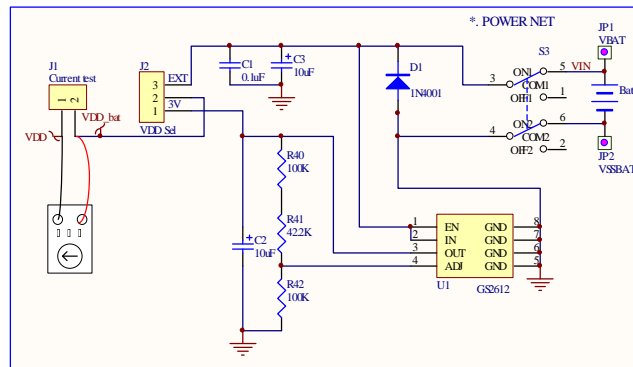 *. POWER NET
JP1
VBAT
J1
Current test
1 2
J2
EXT
3
2
3V
1
VDD Sel
VDD
VDD_bat
C1
0.1uF
C3
10uF
D1
1N4001
S3
3
ON1
COM1
OFF1
5
VIN
1
Bat
4
ON2
COM2
OFF2
6
2
JP2
VSSBAT
R40
100K
R41
422K
C2
10uF
R42
100K
1 EN GND 8
2 IN GND 7
3 OUT GND 6
4 ADJ GND 5
U1
GS2612